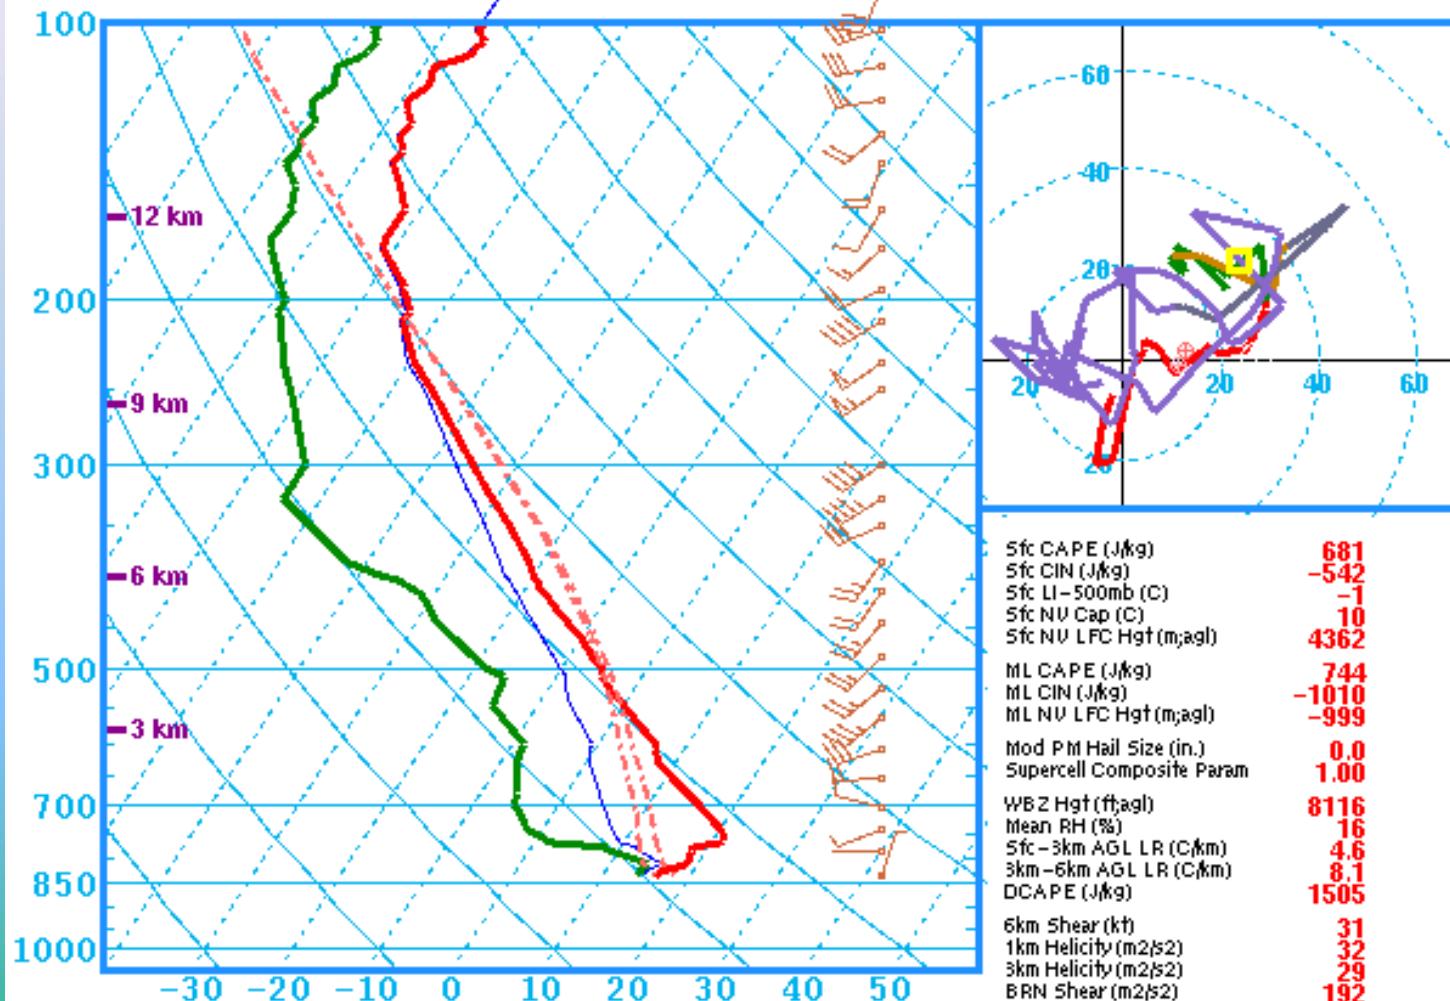 100
200
300
500
700
850
1000
12 km
9 km
6 km
3 km
-30 -20 -10 0 10 20 30 40 50
60
40
20
20 20 40 60
20
Sfc CAPE (J/kg) 681
Sfc CIN (J/kg) -542
Sfc LI-500mb (C) -1
Sfc NV Cap (C) 10
Sfc NV LFC Hgt (m;agl) 4362
ML CAPE (J/kg) 744
ML CIN (J/kg) -1010
ML NV LFC Hgt (m;agl) -999
Mod PM Hail Size (in.) 0.0
Supercell Composite Param 1.00
WBZ Hgt (ft;agl) 8116
Mean RH (%) 16
Sfc-3km AGL LR (C/km) 4.6
3km-6km AGL LR (C/km) 8.1
DCAPE (J/kg) 1505
6km Shear (kt) 31
1km Helicity (m2/s2) 32
3km Helicity (m2/s2) 29
BRN Shear (m2/s2) 192